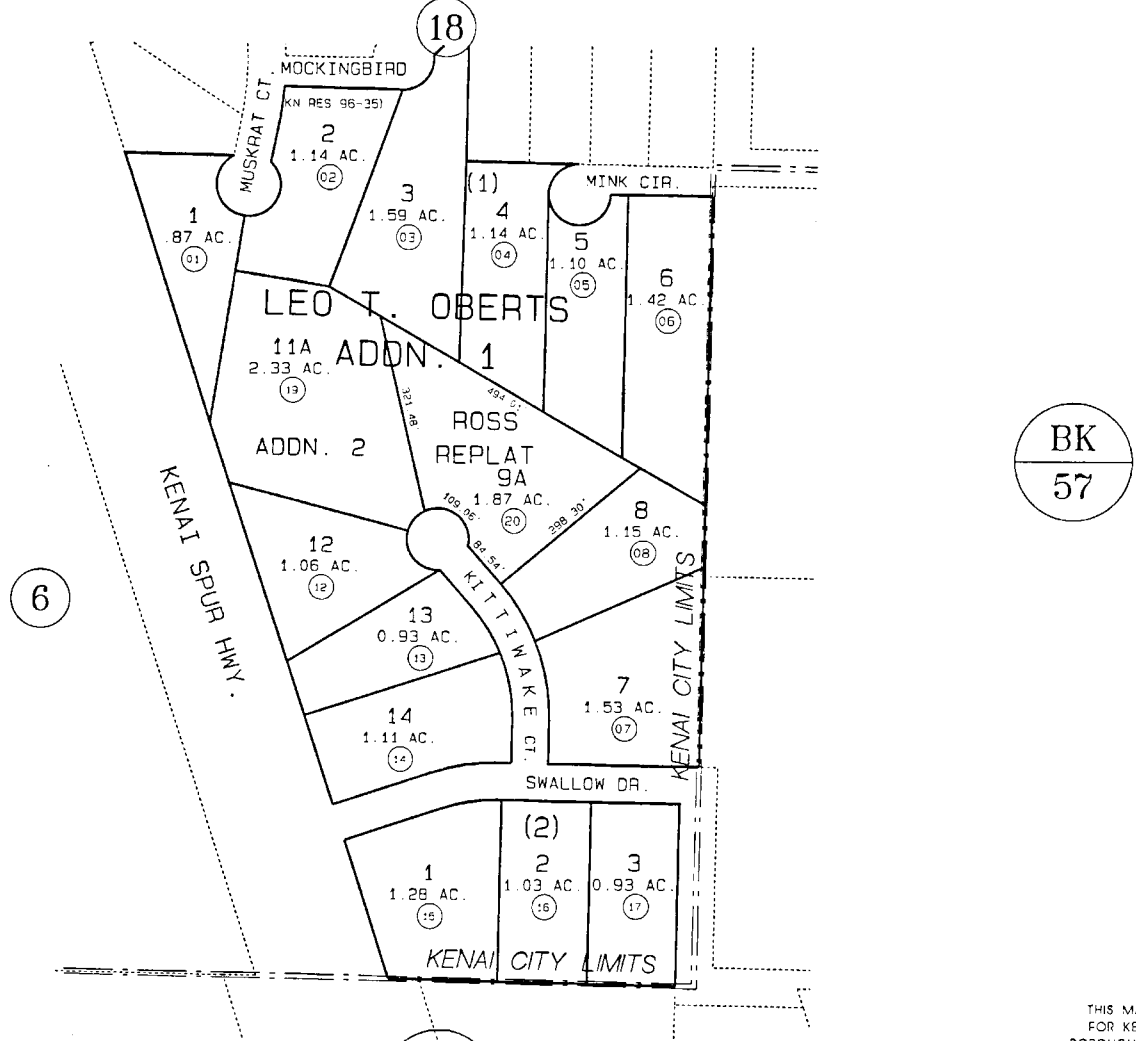 18
MOCKINGBIRD
MUSKRAT CT.
KN RES 96-35)
2
1.14 AC.
02
MINK CIR.
1
.87 AC.
01
3
1.59 AC.
03
(1)
4
1.14 AC.
04
5
1.10 AC.
05
6
1.42 AC.
06
LEO T. OBERTS
ADDN. 1
11A
2.33 AC.
19
ADDN. 2
321.48'
494.01
ROSS
REPLAT
9A
1.87 AC.
20
109.06'
84.54'
298.30'
8
1.15 AC.
08
BK
57
KENAI SPUR HWY.
6
12
1.06 AC.
12
13
0.93 AC.
13
KITTIWAKE CT.
14
1.11 AC.
14
7
1.53 AC.
07
KENAI CITY LIMITS
SWALLOW DR.
(2)
1
1.28 AC.
15
2
1.03 AC.
16
3
0.93 AC.
17
KENAI CITY LIMITS
THIS MA
FOR KE